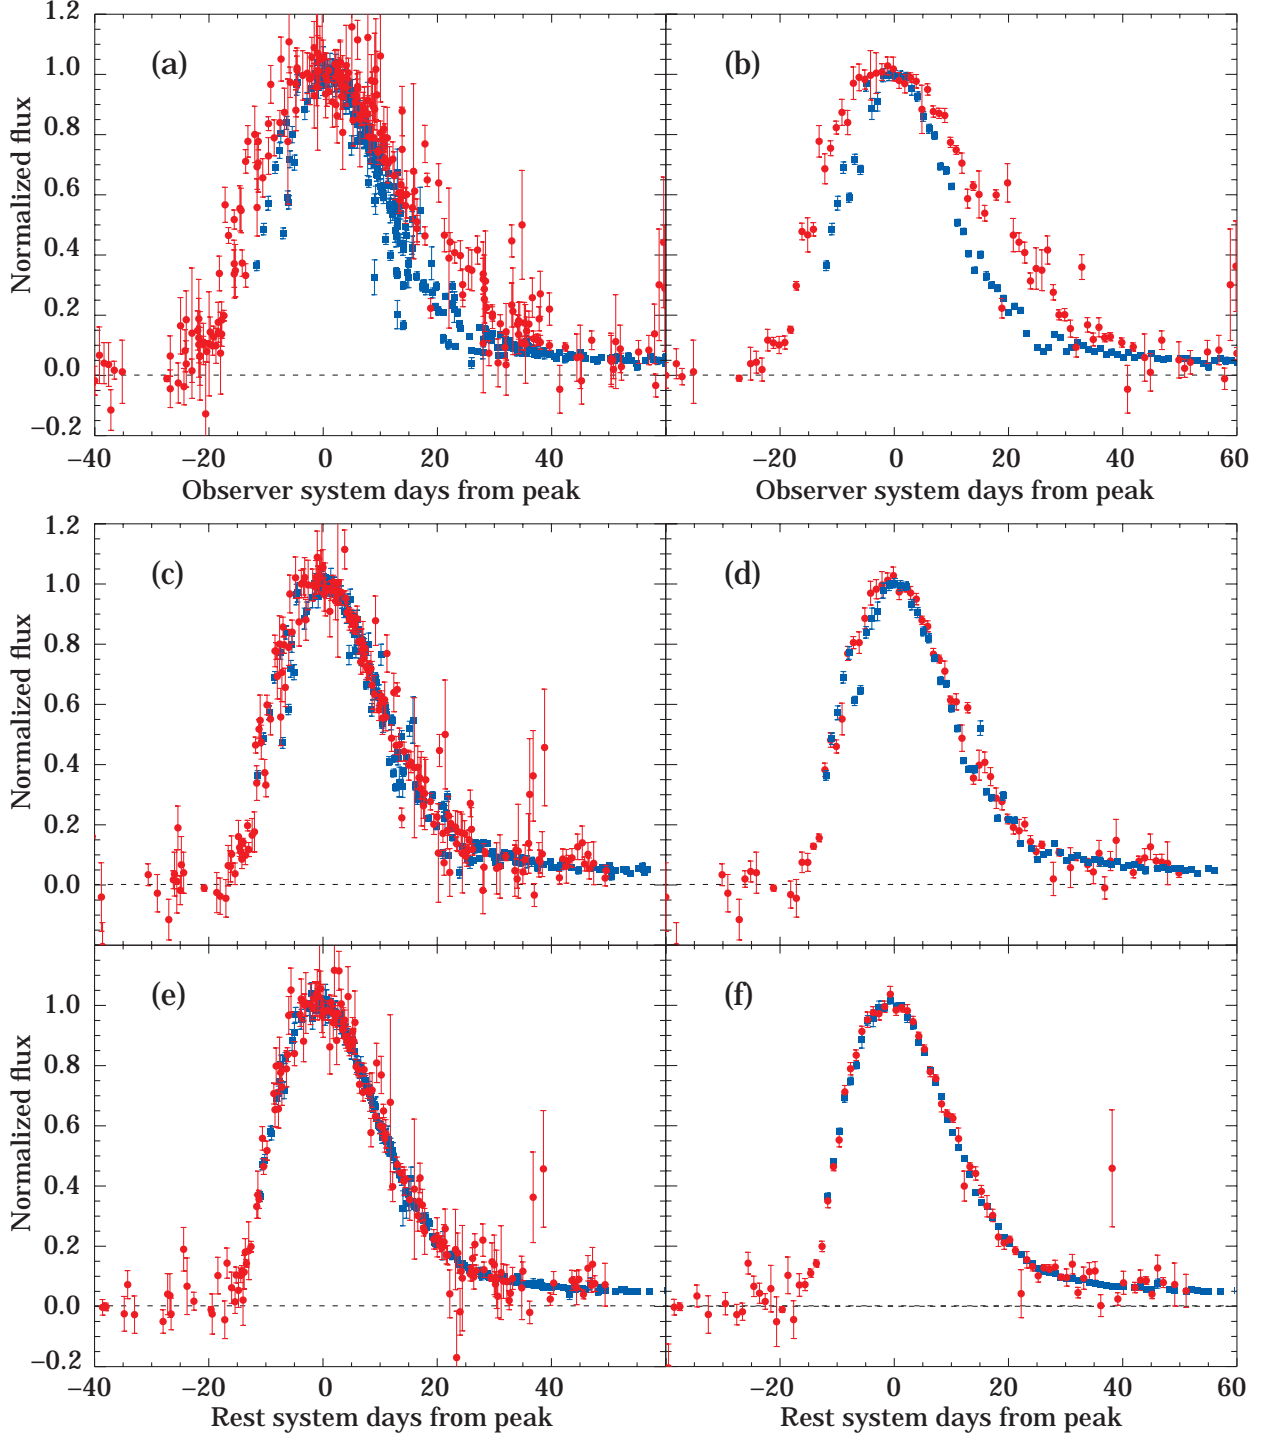 1.2
1.0
0.8
0.6
0.4
0.2
0.0
−0.2
Normalized flux
(a)
(b)
−40 −20 0 20 40
−20 0 20 40 60
Observer system days from peak
Observer system days from peak
1.2
1.0
0.8
0.6
0.4
0.2
0.0
Normalized flux
(c)
(d)
1.0
0.8
0.6
0.4
0.2
0.0
−0.2
Normalized flux
(e)
(f)
−40 −20 0 20 40
−20 0 20 40 60
Rest system days from peak
Rest system days from peak